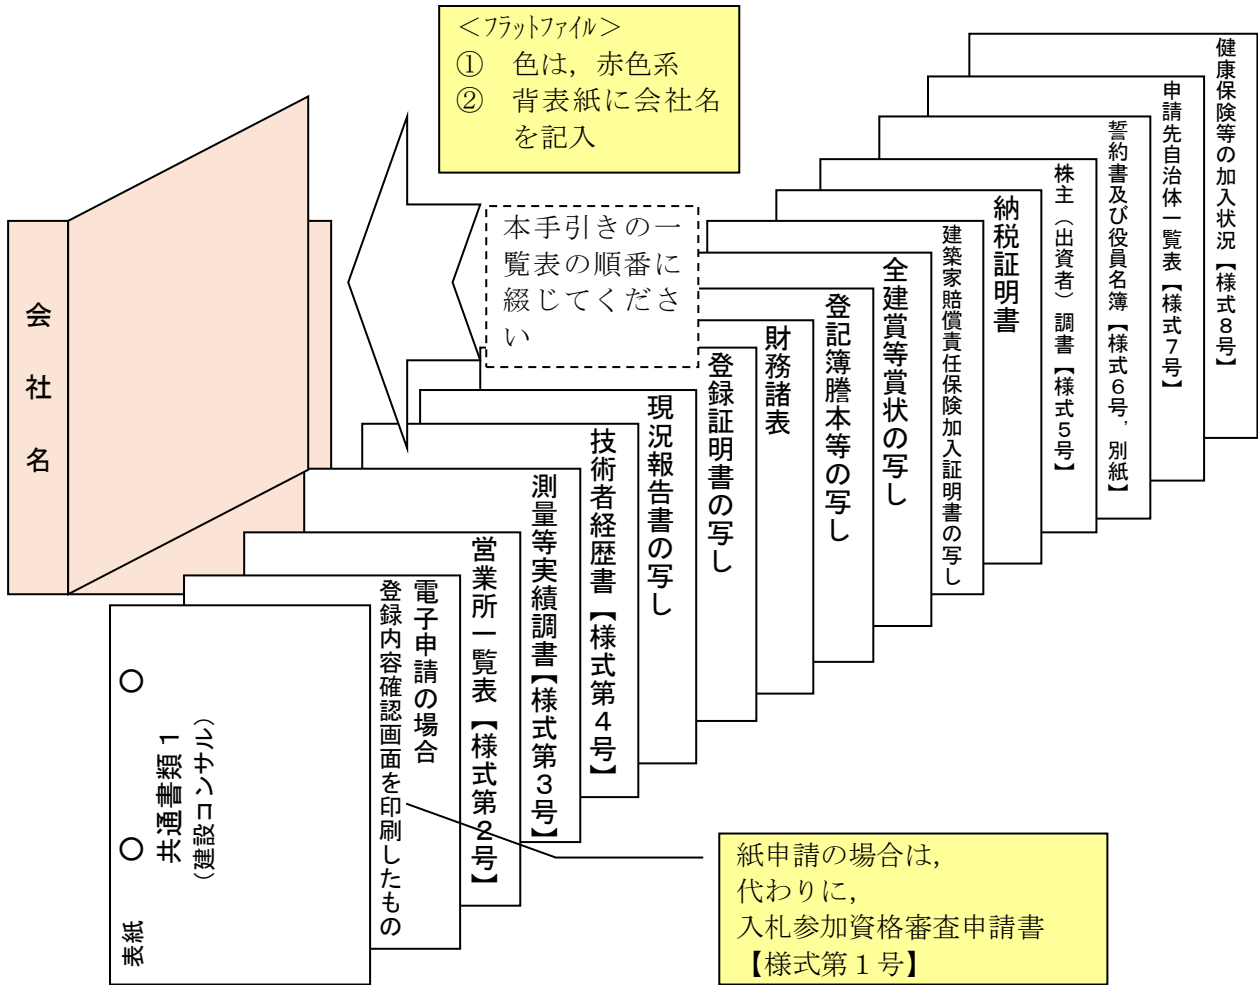 ＜フラットファイル＞
①　色は，赤色系
②　背表紙に会社名
を記入
会社名
本手引きの一
覧表の順番に
綴じてくださ
い
表紙
共通書類１
（建設コンサル）
電子申請の場合
登録内容確認画面を印刷したもの
営業所一覧表【様式第２号】
測量等実績調書【様式第３号】
技術者経歴書【様式第４号】
現況報告書の写し
登録証明書の写し
財務諸表
登記簿謄本等の写し
全建賞等賞状の写し
建築家賠償責任保険加入証明書の写し
納税証明書
株主（出資者）調書【様式５号】
誓約書及び役員名簿【様式６号，別紙】
申請先自治体一覧表【様式７号】
健康保険等の加入状況【様式８号】
紙申請の場合は，
代わりに，
入札参加資格審査申請書
【様式第１号】